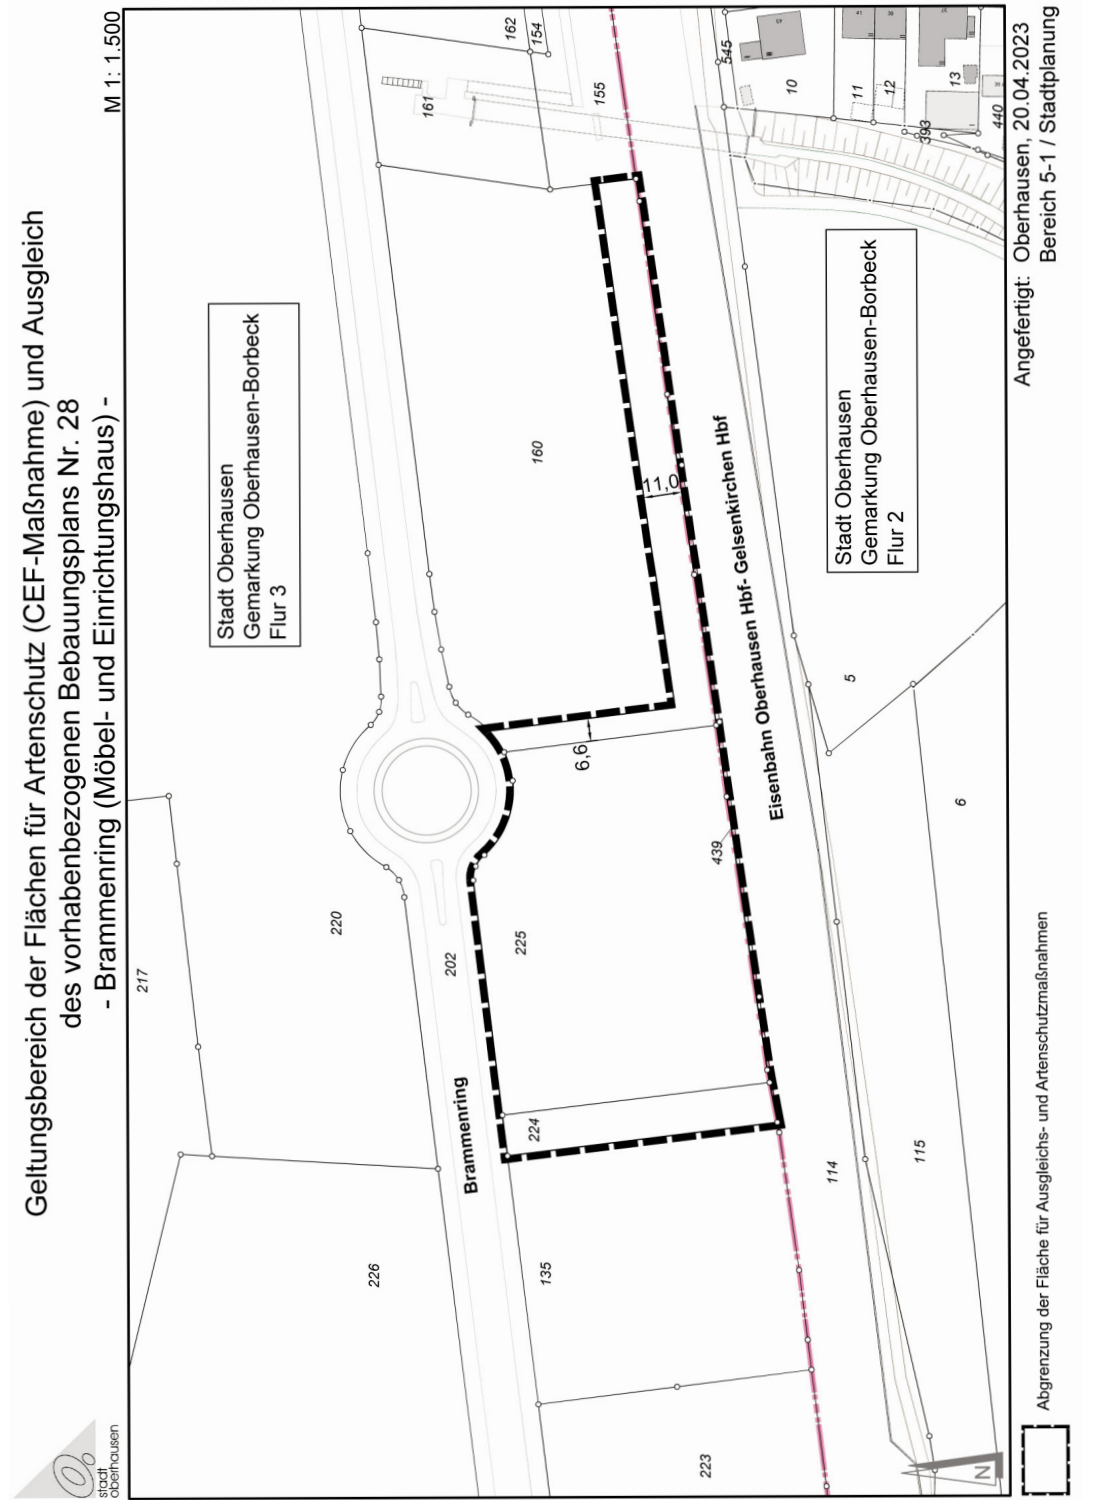 Geltungsbereich der Flächen für Artenschutz (CEF-Maßnahme) und Ausgleich
des vorhabenbezogenen Bebauungsplans Nr. 28
- Brammenring (Möbel- und Einrichtungshaus) -
M 1: 1.500
stadt
oberhausen
Stadt Oberhausen
Gemarkung Oberhausen-Borbeck
Flur 3
217
220
226
202
Brammenring
225
224
135
223
6,6
11,0
160
161
162
154
155
439
Eisenbahn Oberhausen Hbf- Gelsenkirchen Hbf
Stadt Oberhausen
Gemarkung Oberhausen-Borbeck
Flur 2
545
10
11
12
13
393
440
5
6
114
115
N
Abgrenzung der Fläche für Ausgleichs- und Artenschutzmaßnahmen
Angefertigt: Oberhausen, 20.04.2023
Bereich 5-1 / Stadtplanung